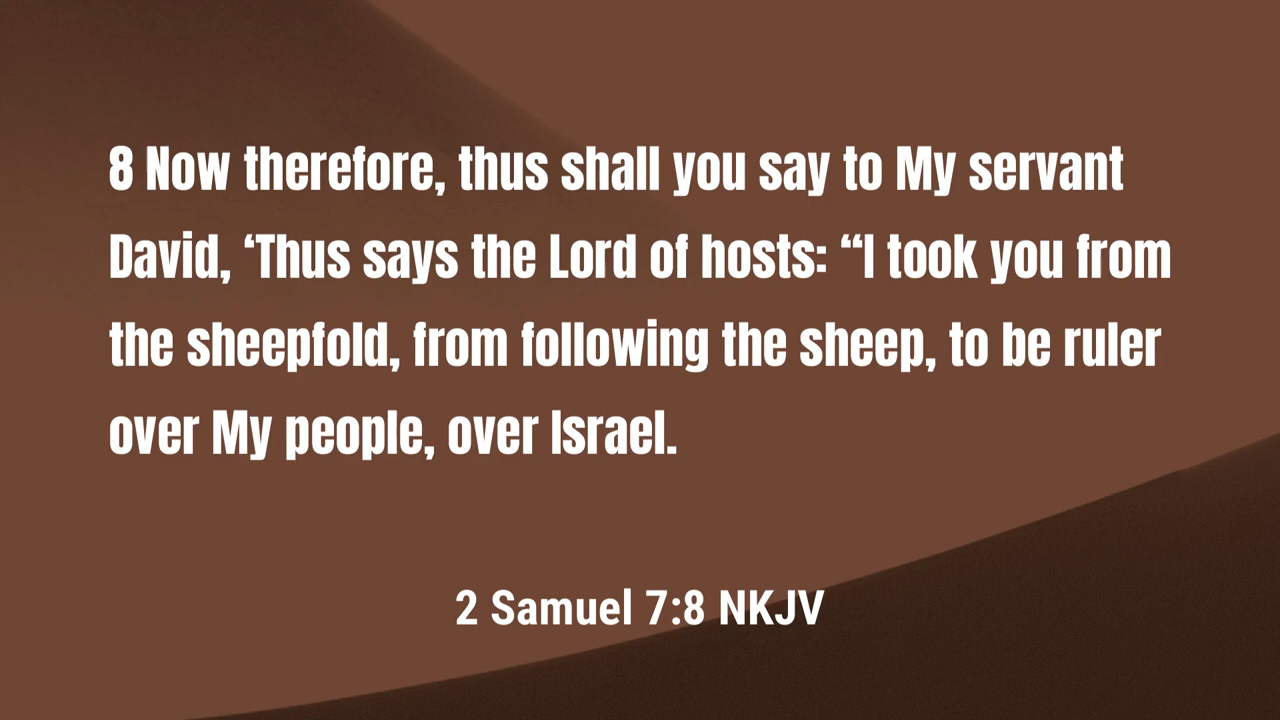 8 Now therefore, thus shall you say to My servant
David, ‘Thus says the Lord of hosts: “I took you from
the sheepfold, from following the sheep, to be ruler
over My people, over Israel.
2 Samuel 7:8 NKJV